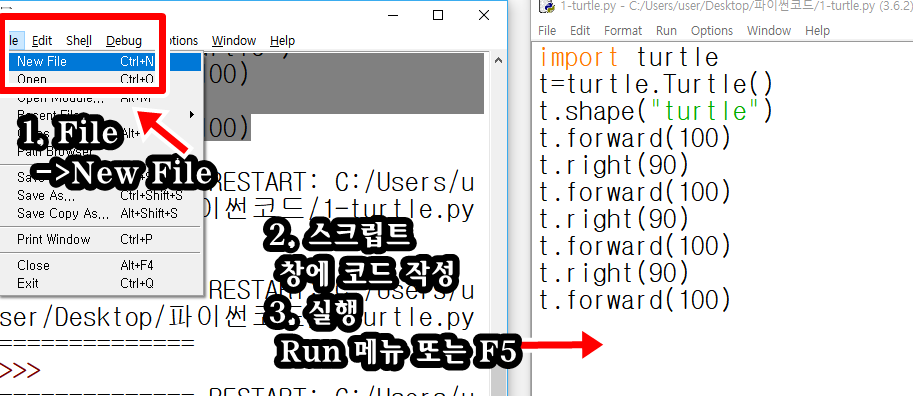 le Edit Shell Debug ptions Window Help
New File Ctrl+N
Open Ctrl+O
Open Module... Alt+M
Recent Files
Alt+
Path Browser
Save As... Ctrl+Shift+S
Save Copy As... Alt+Shift+S
Print Window Ctrl+P
Close Alt+F4
Exit Ctrl+Q
100)
100)
1, File
->New File
RESTART: C:/Users/u
이썬코드/1-turtle.py
RESTART: C:/Users/u
ser/Desktop/파이썬코드/1-turtle.py
==============
>>>
============== RESTART: C:/Users/u
2, 스크립트
창에 코드 작성
3, 실행
Run 메뉴 또는 F5
1-turtle.py - C:/Users/user/Desktop/파이썬코드/1-turtle.py (3.6.2)
File Edit Format Run Options Window Help
import turtle
t=turtle.Turtle()
t.shape("turtle")
t.forward(100)
t.right(90)
t.forward(100)
t.right(90)
t.forward(100)
t.right(90)
t.forward(100)